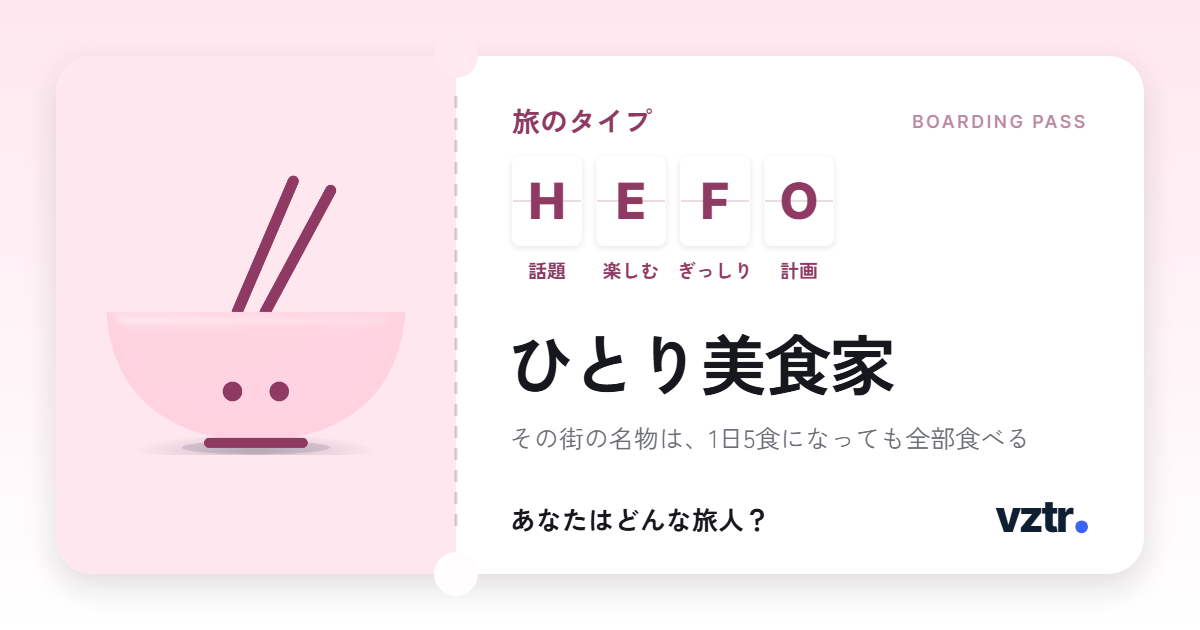 旅のタイプ
BOARDING PASS
H E F O
話題 楽しむ ぎっしり 計画
ひとり美食家
その街の名物は、1日5食になっても全部食べる
あなたはどんな旅人？
vztr.